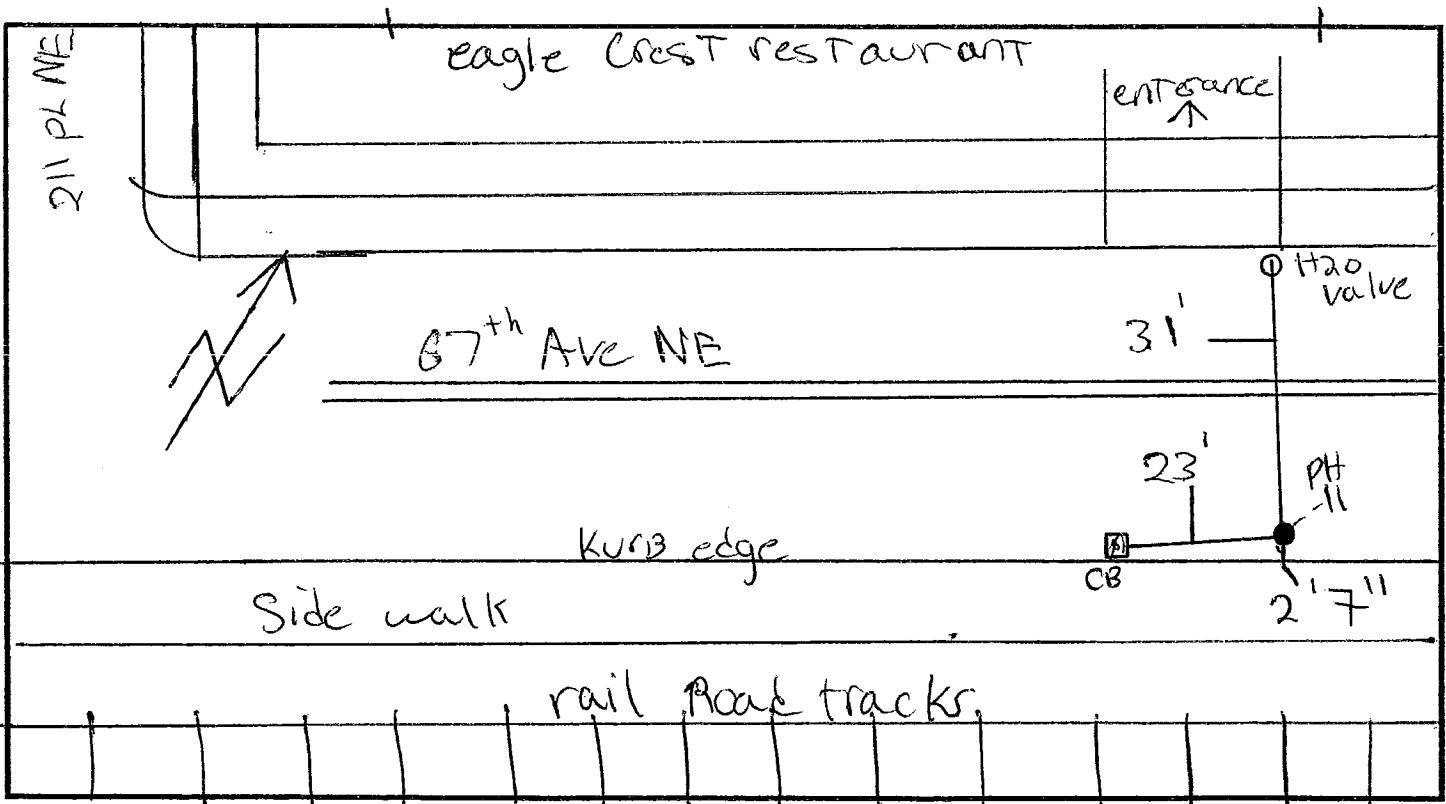 211 pl NE
eagle Crest restaurant
entrance
H20
valve
31'
67th Ave NE
23'
PH
-11
Kurb edge
CB
2'7"
Side walk
rail Road tracks
N